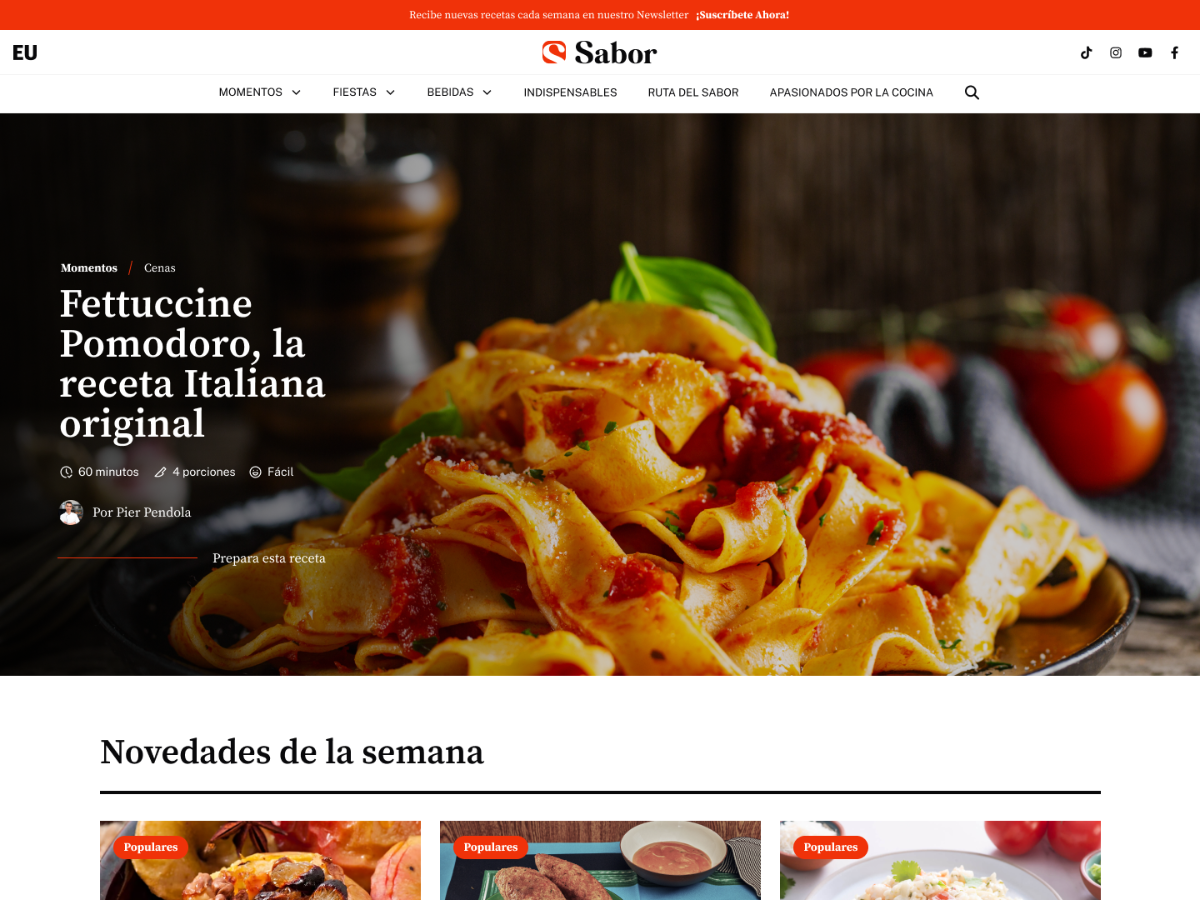 Recibe nuevas recetas cada semana en nuestro Newsletter ¡Suscríbete Ahora!
EU
Sabor
MOMENTOS FIESTAS BEBIDAS INDISPENSABLES RUTA DEL SABOR APASIONADOS POR LA COCINA
Momentos / Cenas
Fettuccine
Pomodoro, la
receta Italiana
original
60 minutos 4 porciones Fácil
Por Pier Pendola
Prepara esta receta
Novedades de la semana
Populares Populares Populares